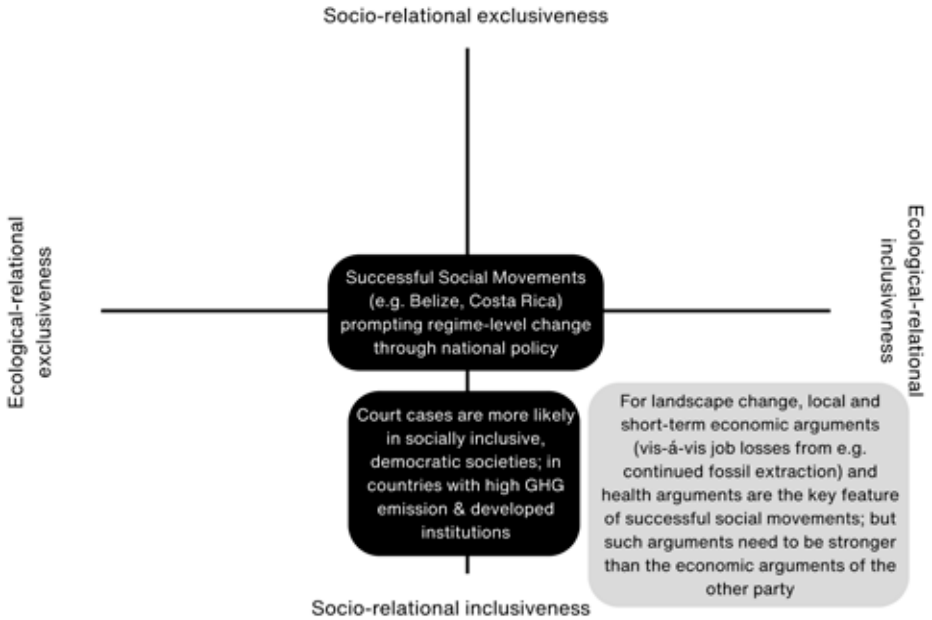 Socio-relational exclusiveness
Ecological-relational
exclusiveness
Ecological-relational
inclusiveness
Successful Social Movements
(e.g. Belize, Costa Rica)
prompting regime-level change
through national policy
Court cases are more likely
in socially inclusive,
democratic societies; in
countries with high GHG
emission & developed
institutions
For landscape change, local and
short-term economic arguments
(vis-á-vis job losses from e.g.
continued fossil extraction) and
health arguments are the key feature
of successful social movements; but
such arguments need to be stronger
than the economic arguments of the
other party
Socio-relational inclusiveness